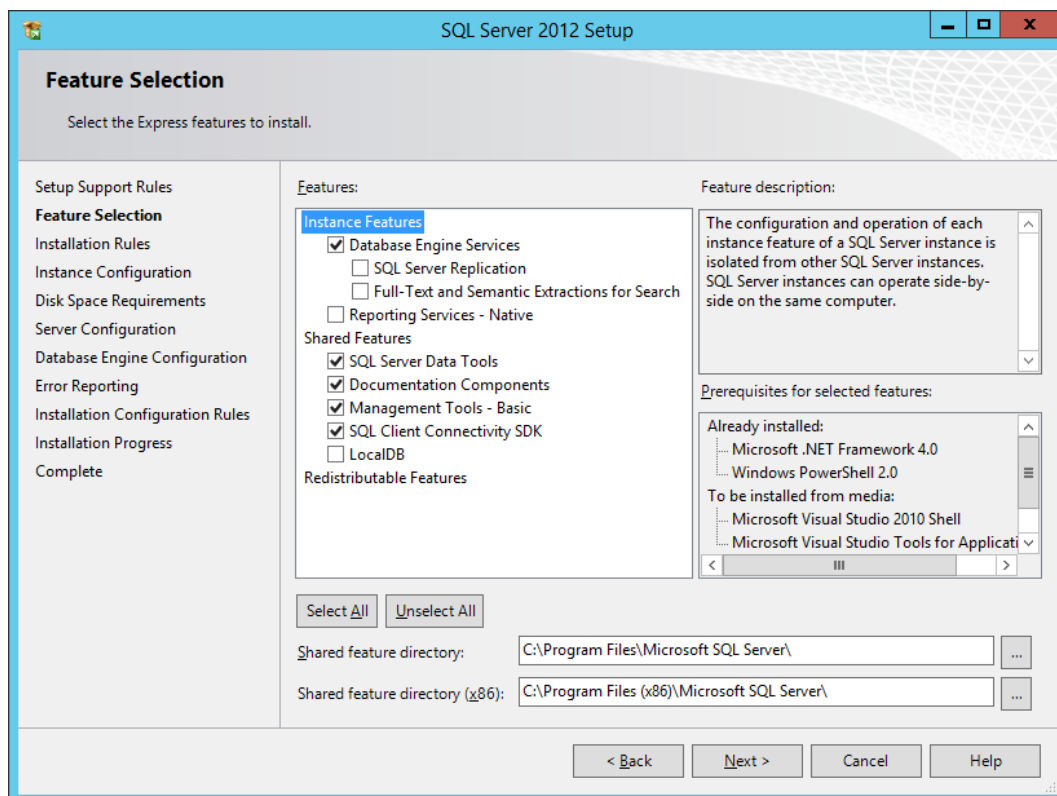 SQL Server 2012 Setup
Feature Selection
Select the Express features to install.
Setup Support Rules
Feature Selection
Installation Rules
Instance Configuration
Disk Space Requirements
Server Configuration
Database Engine Configuration
Error Reporting
Installation Configuration Rules
Installation Progress
Complete
Features:
Instance Features
Database Engine Services
SQL Server Replication
Full-Text and Semantic Extractions for Search
Reporting Services - Native
Shared Features
SQL Server Data Tools
Documentation Components
Management Tools - Basic
SQL Client Connectivity SDK
LocalDB
Redistributable Features
Feature description:
The configuration and operation of each
instance feature of a SQL Server instance is
isolated from other SQL Server instances.
SQL Server instances can operate side-by-
side on the same computer.
Prerequisites for selected features:
Already installed:
Microsoft .NET Framework 4.0
Windows PowerShell 2.0
To be installed from media:
Microsoft Visual Studio 2010 Shell
Microsoft Visual Studio Tools for Applicati
Select All
Unselect All
Shared feature directory:
C:\Program Files\Microsoft SQL Server\
...
Shared feature directory (x86):
C:\Program Files (x86)\Microsoft SQL Server\
...
< Back
Next >
Cancel
Help